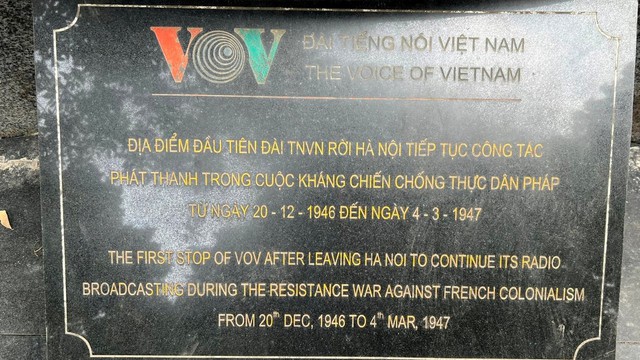 VOV ĐÀI TIẾNG NÓI VIỆT NAM
THE VOICE OF VIETNAM
ĐỊA ĐIỂM ĐẦU TIÊN ĐÀI TNVN RỜI HÀ NỘI TIẾP TỤC CÔNG TÁC
PHÁT THANH TRONG CUỘC KHÁNG CHIẾN CHỐNG THỰC DÂN PHÁP
TỪ NGÀY 20 - 12 - 1946 ĐẾN NGÀY 4 - 3 - 1947
THE FIRST STOP OF VOV AFTER LEAVING HA NOI TO CONTINUE ITS RADIO
BROADCASTING DURING THE RESISTANCE WAR AGAINST FRENCH COLONIALISM
FROM 20th DEC, 1946 TO 4th MAR, 1947